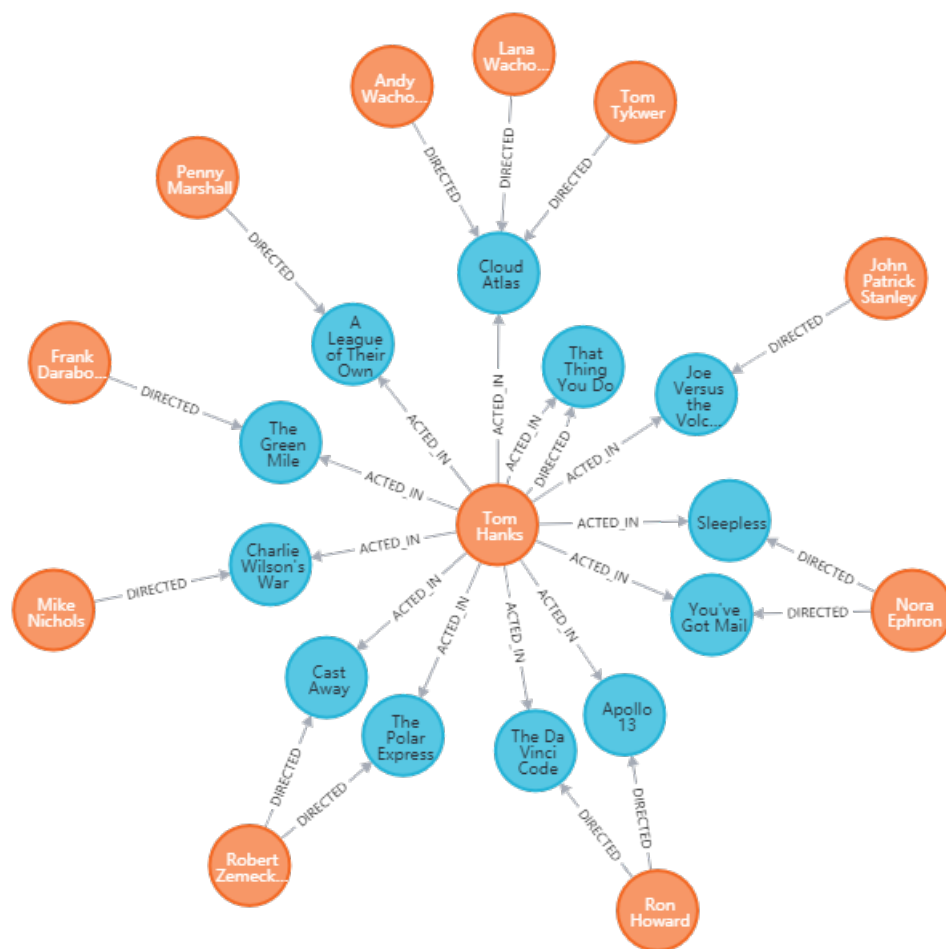 Lana
Wacho...
Andy
Wacho...
Tom
Tykwer
DIRECTED
DIRECTED
DIRECTED
Penny
Marshall
DIRECTED
Cloud
Atlas
John
Patrick
Stanley
DIRECTED
A
League
of Their
Own
That
Thing
You Do
Joe
Versus
the
Volc...
Frank
Darabo...
DIRECTED
The
Green
Mile
ACTED_IN
ACTED_IN
ACTED_IN
DIRECTED
ACTED_IN
ACTED_IN
Tom
Hanks
ACTED_IN
Sleepless
Charlie
Wilson's
War
ACTED_IN
ACTED_IN
Mike
Nichols
DIRECTED
You've
Got Mail
DIRECTED
DIRECTED
Nora
Ephron
ACTED_IN
ACTED_IN
ACTED_IN
ACTED_IN
Cast
Away
The
Polar
Express
The Da
Vinci
Code
Apollo
13
DIRECTED
DIRECTED
DIRECTED
DIRECTED
Robert
Zemeck...
Ron
Howard